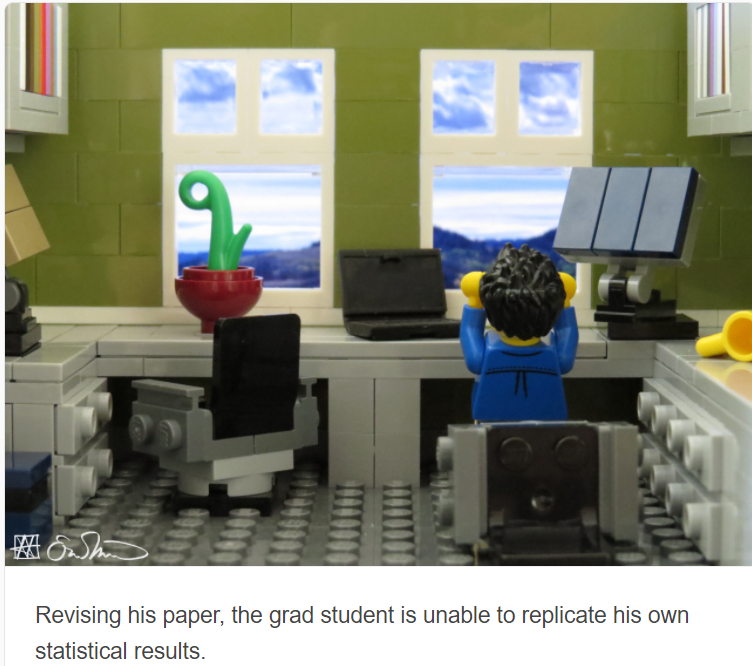 Revising his paper, the grad student is unable to replicate his own
statistical results.